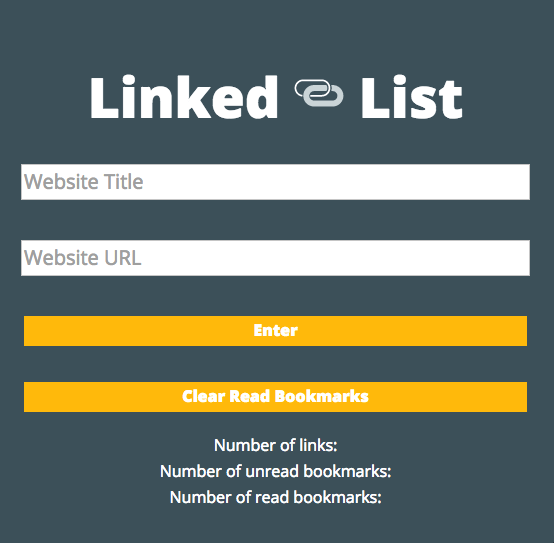 Linked List
Website Title
Website URL
Enter
Clear Read Bookmarks
Number of links:
Number of unread bookmarks:
Number of read bookmarks: